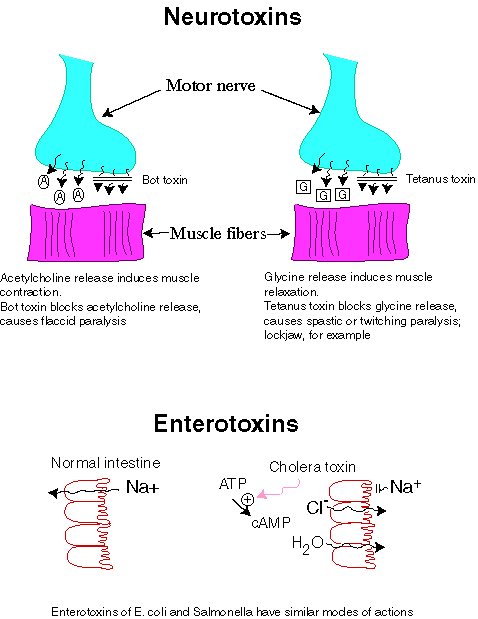 Neurotoxins
Motor nerve
A
A
A
Bot toxin
G
G
G
Tetanus toxin
Muscle fibers
Acetylcholine release induces muscle
contraction.
Bot toxin blocks acetylcholine release,
causes flaccid paralysis
Glycine release induces muscle
relaxation.
Tetanus toxin blocks glycine release,
causes spastic or twitching paralysis;
lockjaw, for example
Enterotoxins
Normal intestine
Na+
Cholera toxin
ATP
+
cAMP
Na+
Cl-
H2O
Enterotoxins of E. coli and Salmonella have similar modes of actions